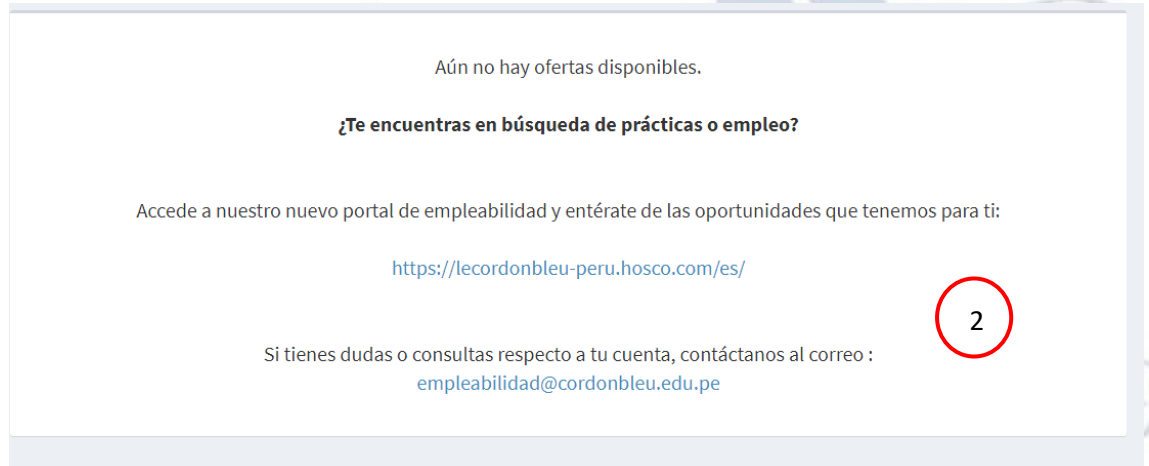 Aún no hay ofertas disponibles.
¿Te encuentras en búsqueda de prácticas o empleo?
Accede a nuestro nuevo portal de empleabilidad y entérate de las oportunidades que tenemos para ti:
https://lecordonbleu-peru.hosco.com/es/
2
Si tienes dudas o consultas respecto a tu cuenta, contáctanos al correo :
empleabilidad@cordonbleu.edu.pe